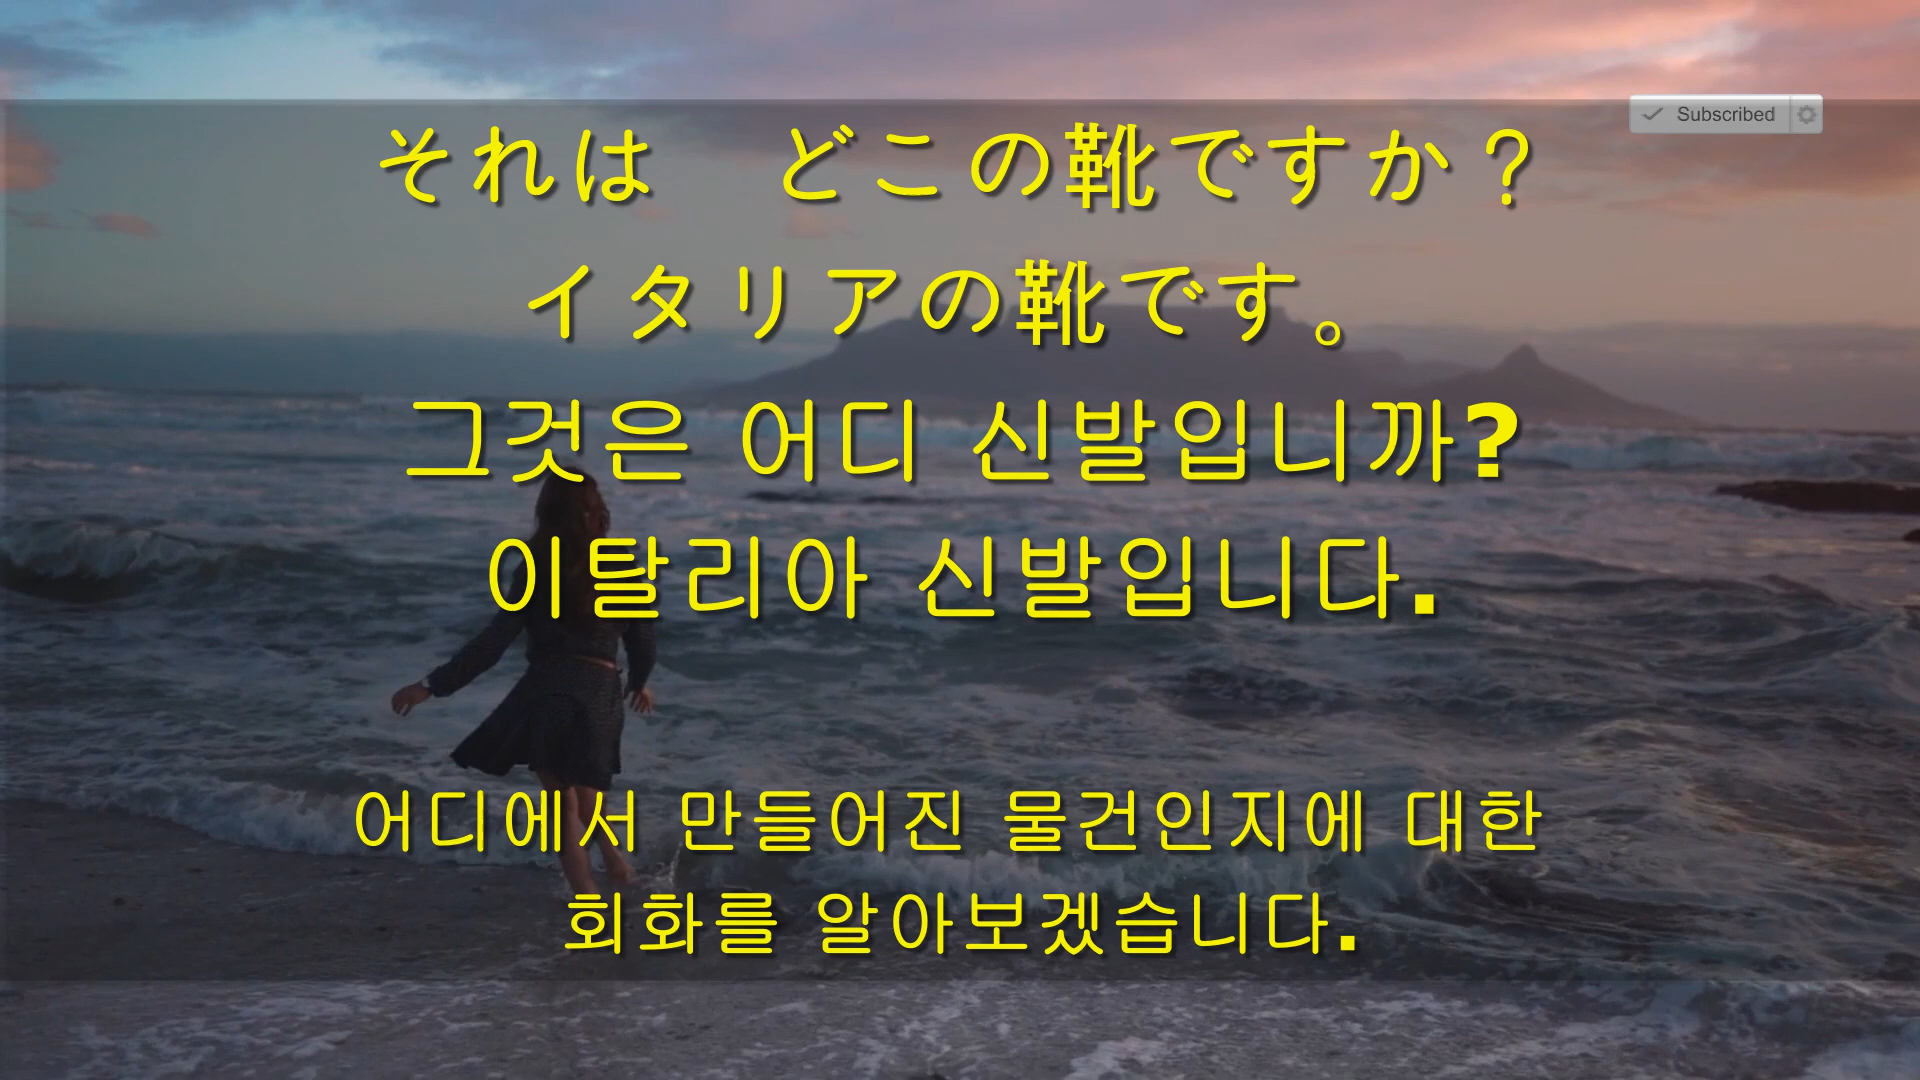 Subscribed
それは　どこの靴ですか？
イタリアの靴です。
그것은 어디 신발입니까?
이탈리아 신발입니다.
어디에서 만들어진 물건인지에 대한
회화를 알아보겠습니다.